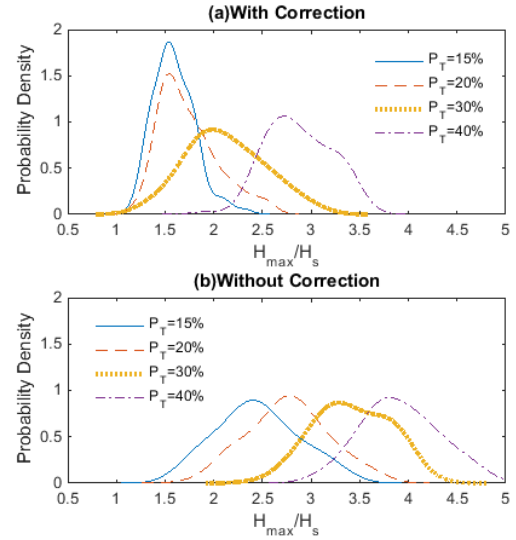 (a)With Correction
Probability Density
2
1.5
1
0.5
0
P_T=15%
P_T=20%
P_T=30%
P_T=40%
0.5 1 1.5 2 2.5 3 3.5 4 4.5 5
H_max/H_s
(b)Without Correction
Probability Density
2
1.5
1
0.5
0
P_T=15%
P_T=20%
P_T=30%
P_T=40%
0.5 1 1.5 2 2.5 3 3.5 4 4.5 5
H_max/H_s